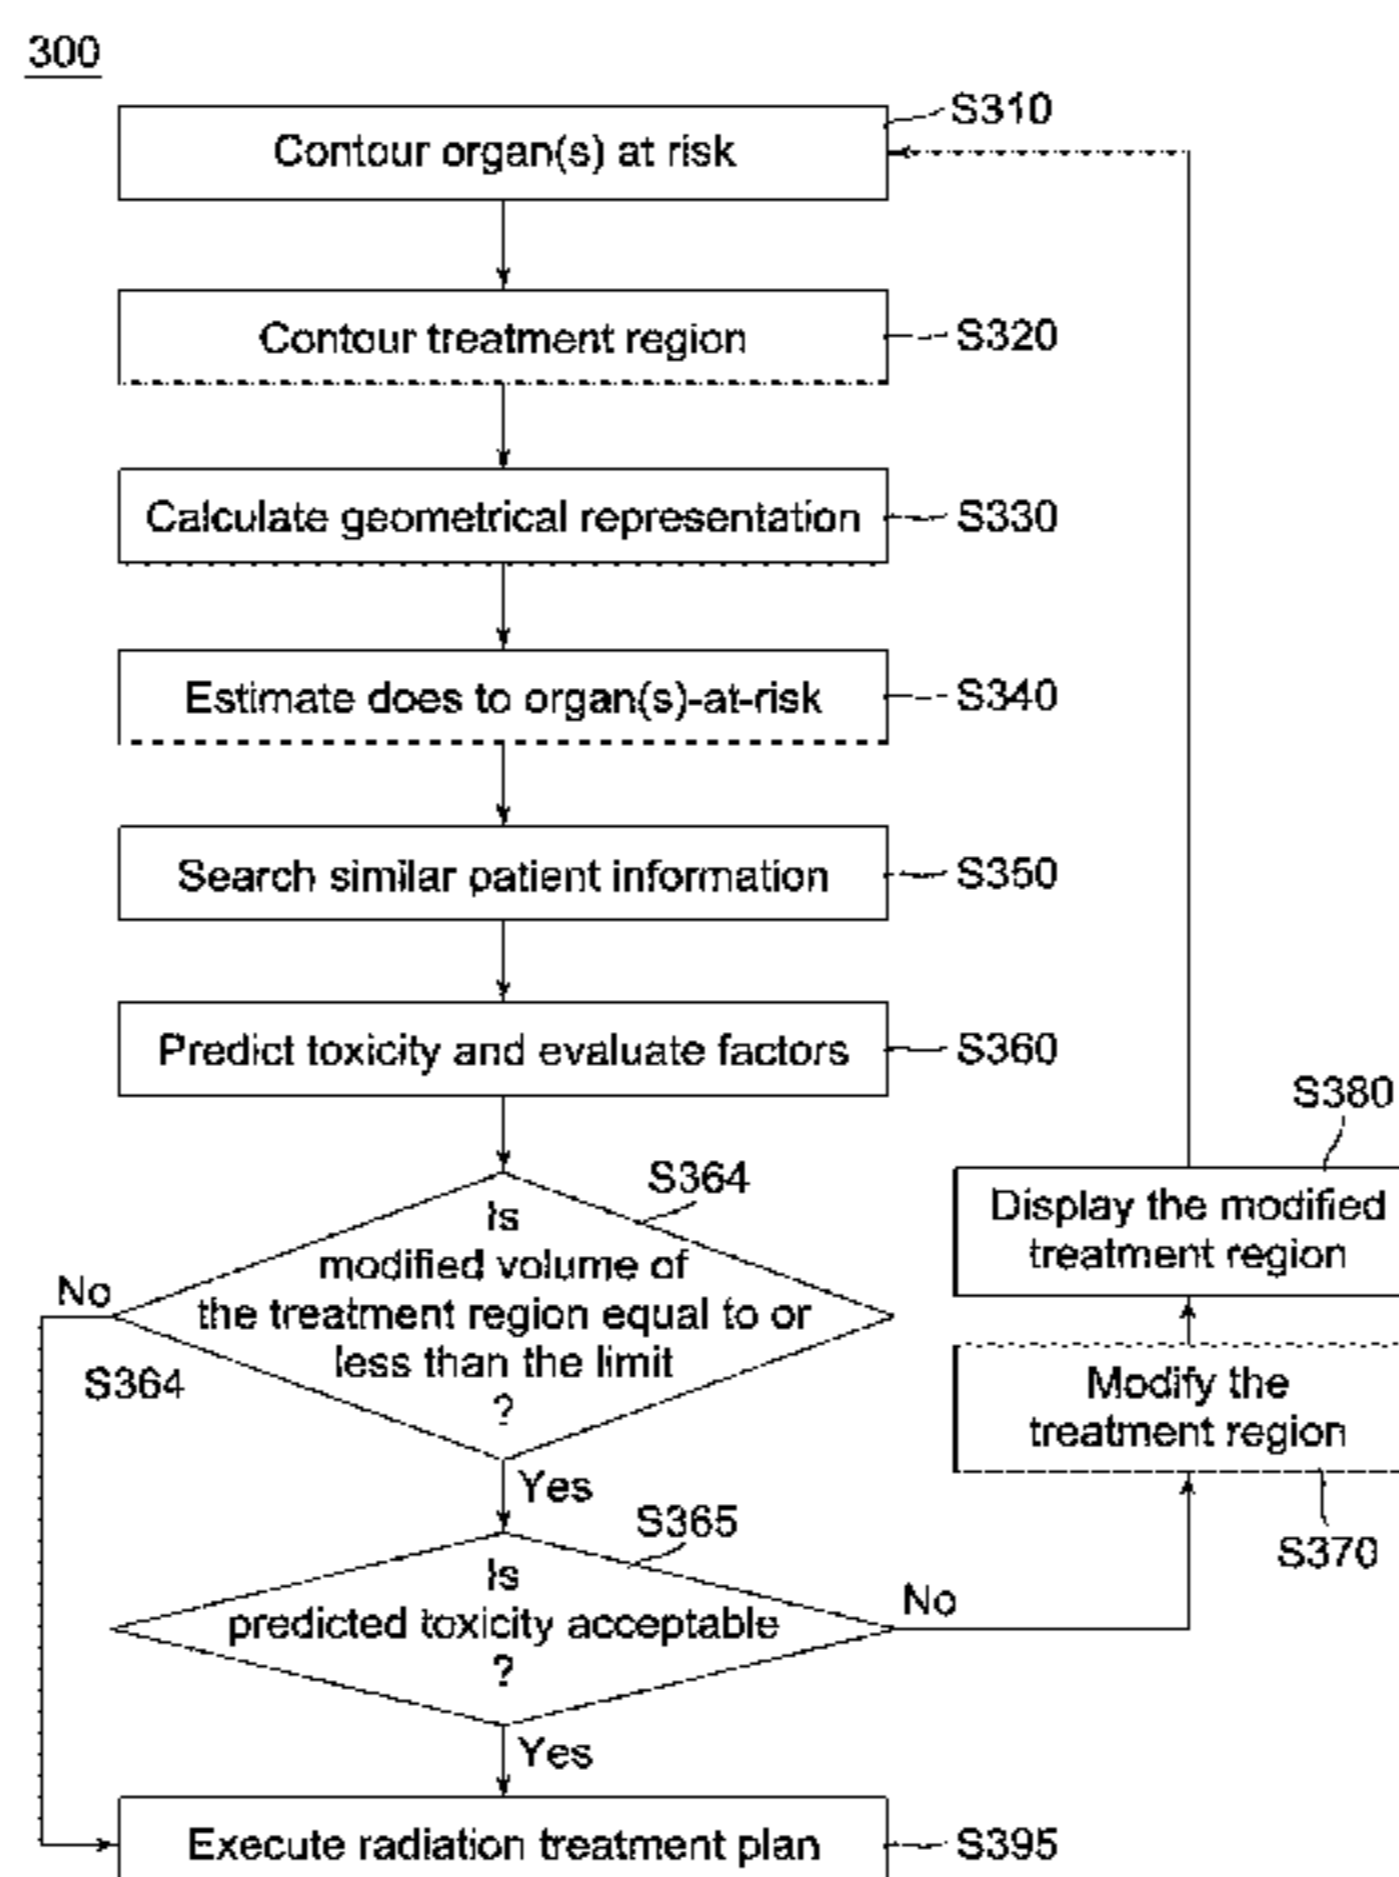 300
S310
Contour organ(s) at risk
Contour treatment region
S320
Calculate geometrical representation
S330
Estimate does to organ(s)-at-risk
S340
Search similar patient information
S350
Predict toxicity and evaluate factors
S360
S364
Is
modified volume of
the treatment region equal to or
less than the limit
?
No
S364
Yes
S380
Display the modified
treatment region
Modify the
treatment region
S370
S365
Is
predicted toxicity acceptable
?
No
Yes
Execute radiation treatment plan
S395